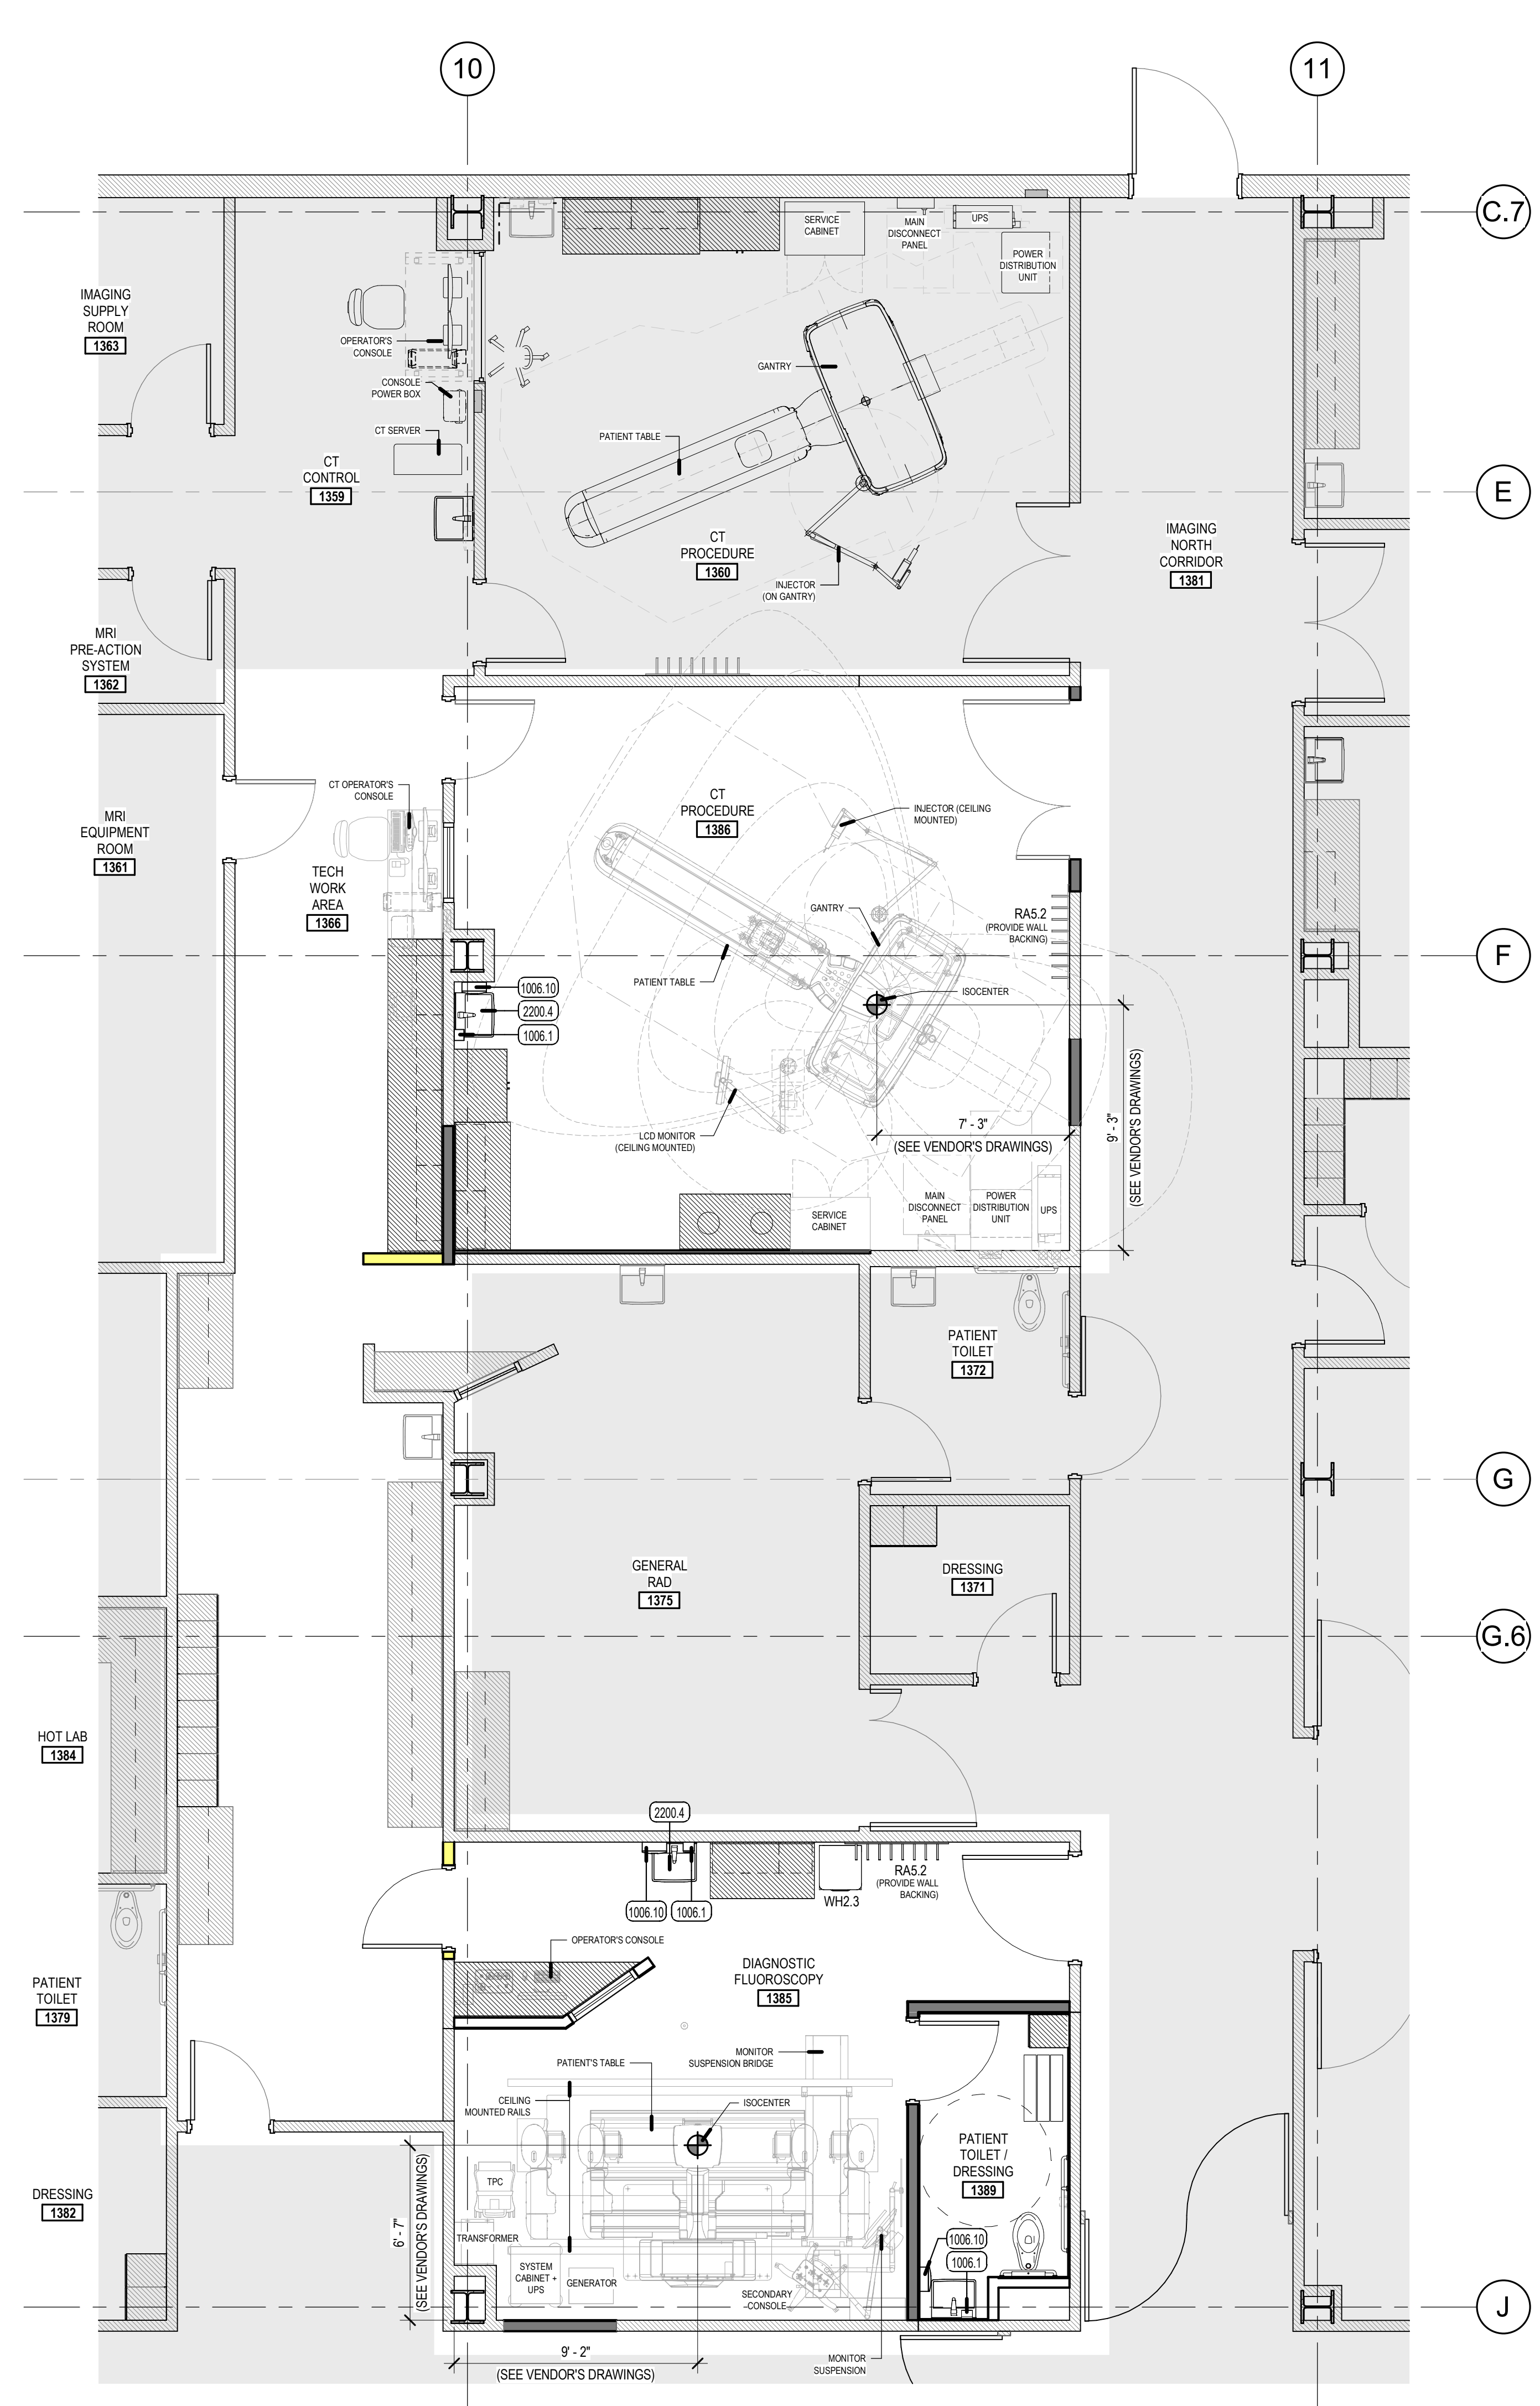 10
11
C.7
SERVICE
CABINET
MAIN
DISCONNECT
PANEL
UPS
POWER
DISTRIBUTION
UNIT
IMAGING
SUPPLY
ROOM
1363
OPERATOR'S
CONSOLE
CONSOLE
POWER BOX
CT SERVER
GANTRY
PATIENT TABLE
CT
CONTROL
1359
E
CT
PROCEDURE
1360
INJECTOR
(ON GANTRY)
IMAGING
NORTH
CORRIDOR
1381
MRI
PRE-ACTION
SYSTEM
1362
CT OPERATOR'S
CONSOLE
CT
PROCEDURE
1386
INJECTOR (CEILING
MOUNTED)
MRI
EQUIPMENT
ROOM
1361
TECH
WORK
AREA
1366
GANTRY
RA5.2
(PROVIDE WALL
BACKING)
F
PATIENT TABLE
ISOCENTER
1006.10
2200.4
1006.1
LCD MONITOR
(CEILING MOUNTED)
7' - 3"
(SEE VENDOR'S DRAWINGS)
9' - 3"
(SEE VENDOR'S DRAWINGS)
SERVICE
CABINET
MAIN
DISCONNECT
PANEL
POWER
DISTRIBUTION
UNIT
UPS
PATIENT
TOILET
1372
G
GENERAL
RAD
1375
DRESSING
1371
G.6
HOT LAB
1384
2200.4
1006.10
1006.1
WH2.3
RA5.2
(PROVIDE WALL
BACKING)
OPERATOR'S CONSOLE
DIAGNOSTIC
FLUOROSCOPY
1385
PATIENT
TOILET
1379
MONITOR
SUSPENSION BRIDGE
PATIENT'S TABLE
CEILING
MOUNTED RAILS
ISOCENTER
PATIENT
TOILET /
DRESSING
1389
DRESSING
1382
TPC
TRANSFORMER
SYSTEM
CABINET +
UPS
GENERATOR
SECONDARY
CONSOLE
1006.10
1006.1
6' - 7"
(SEE VENDOR'S DRAWINGS)
J
9' - 2"
(SEE VENDOR'S DRAWINGS)
MONITOR
SUSPENSION